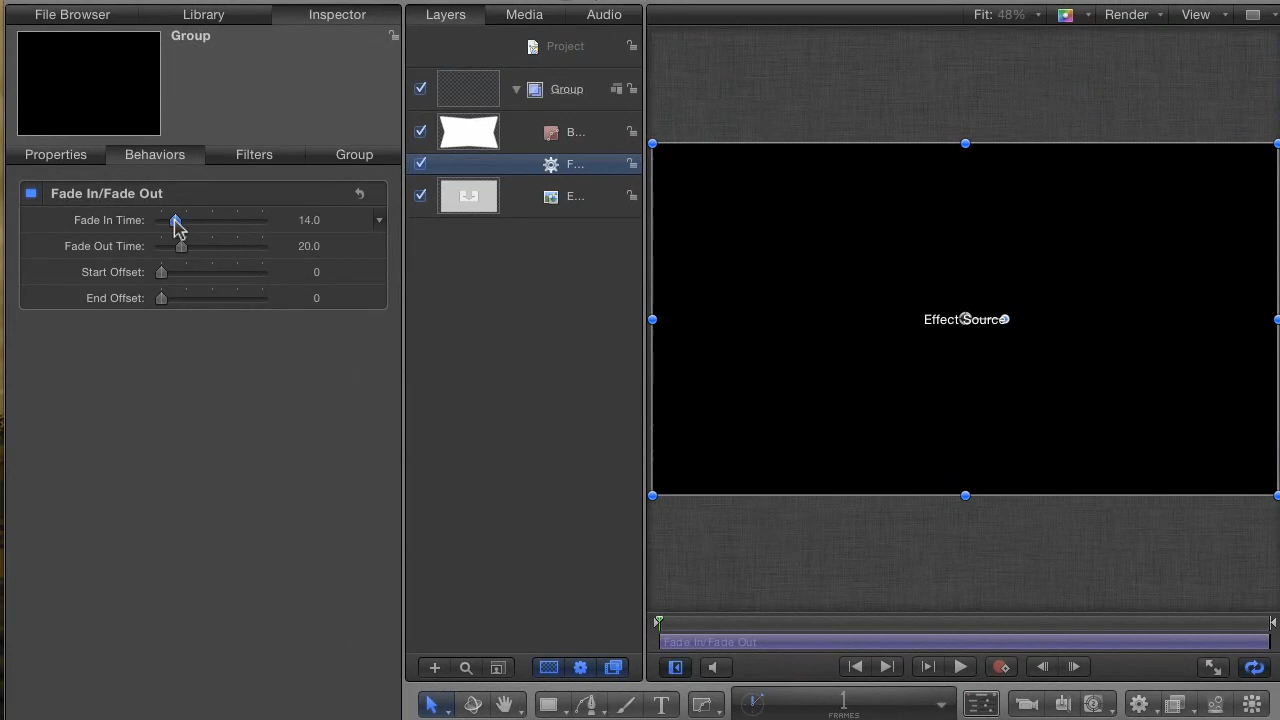 File Browser
Library
Inspector
Layers
Media
Audio
Fit: 48%
Render
View
Group
Project
Group
B...
F...
E...
Properties
Behaviors
Filters
Group
Fade In/Fade Out
Fade In Time:
14.0
Fade Out Time:
20.0
Start Offset:
0
End Offset:
0
Effect Source
Fade In/Fade Out
T
1
FRAMES